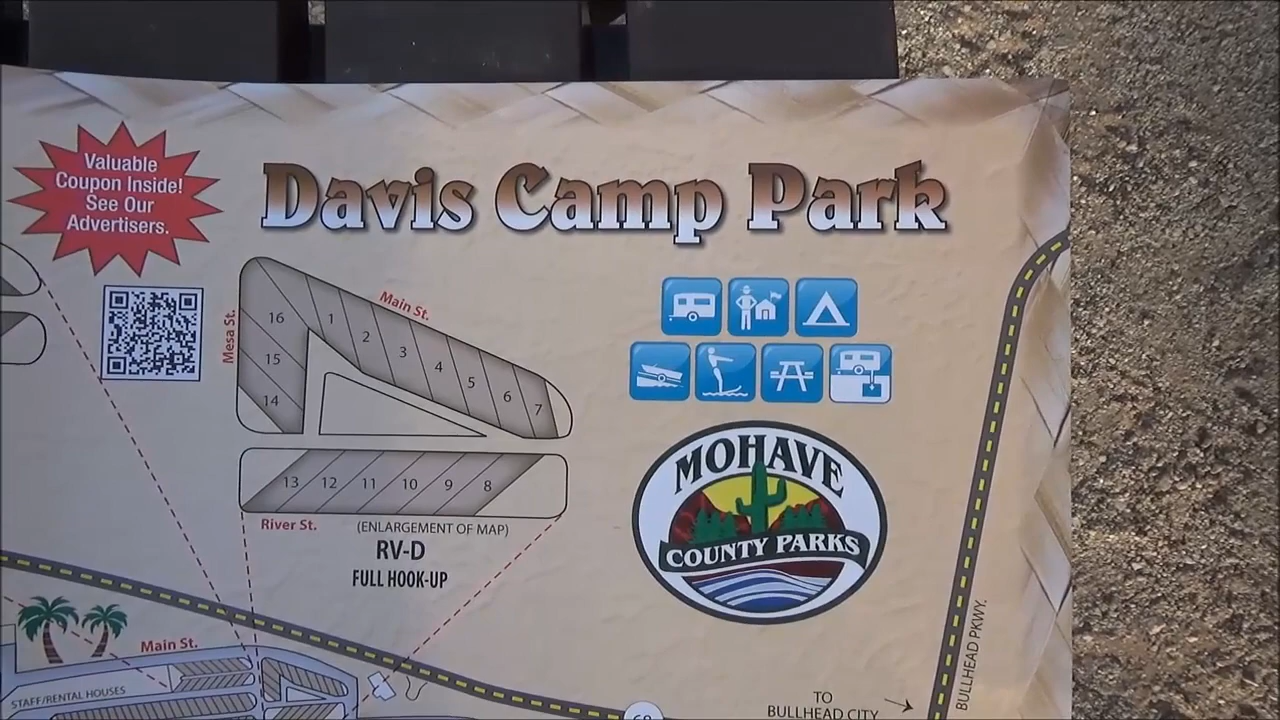 Valuable
Coupon Inside!
See Our
Advertisers.
Davis Camp Park
Mesa St.
Main St.
16
1
2
3
4
5
6
7
15
14
13
12
11
10
9
8
River St.
(ENLARGEMENT OF MAP)
RV-D
FULL HOOK-UP
MOHAVE
COUNTY PARKS
Main St.
STAFF/RENTAL HOUSES
TO
BULLHEAD CITY
BULLHEAD PKWY.